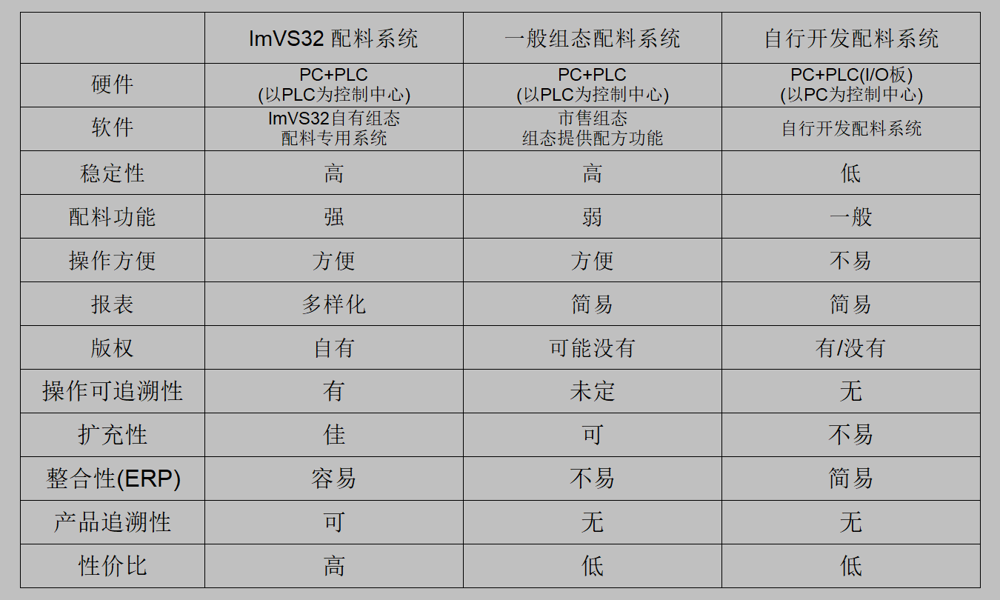 ImVS32 配料系统 一般组态配料系统 自行开发配料系统
硬件 PC+PLC (以PLC为控制中心) PC+PLC (以PLC为控制中心) PC+PLC(I/O板) (以PC为控制中心)
软件 ImVS32自有组态 配料专用系统 市售组态 组态提供配方功能 自行开发配料系统
稳定性 高 高 低
配料功能 强 弱 一般
操作方便 方便 方便 不易
报表 多样化 简易 简易
版权 自有 可能没有 有/没有
操作可追溯性 有 未定 无
扩充性 佳 可 不易
整合性(ERP) 容易 不易 简易
产品追溯性 可 无 无
性价比 高 低 低